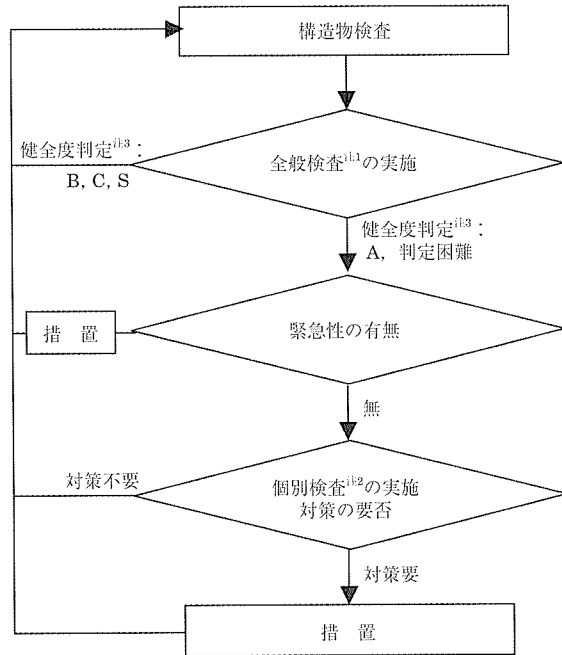 構造物検査
健全度判定注3：
B, C, S
全般検査注1の実施
健全度判定注3：
A, 判定困難
措　置
緊急性の有無
無
対策不要
個別検査注2の実施
対策の要否
対策要
措　置